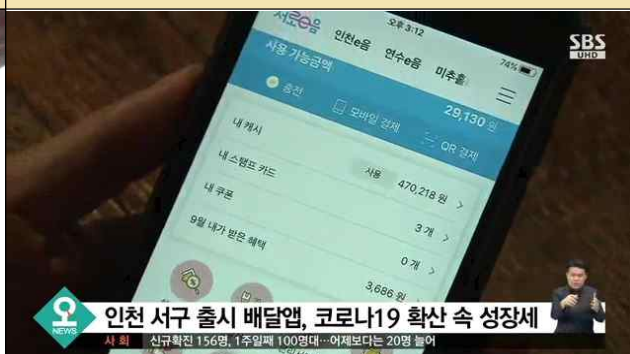 오후 3:12
74%
서로e음 인천e음 연수e음 미추홀
사용 가능금액
29,130 원
충전 모바일 결제 QR 결제
내 캐시 사용 470,218 원 >
내 스탬프 카드 3 개 >
내 쿠폰 0 개 >
9월 내가 받은 혜택 3,686 원
SBS
UHD
NEWS
인천 서구 출시 배달앱, 코로나19 확산 속 성장세
사회 신규확진 156명, 1주일째 100명대…어제보다는 20명 늘어